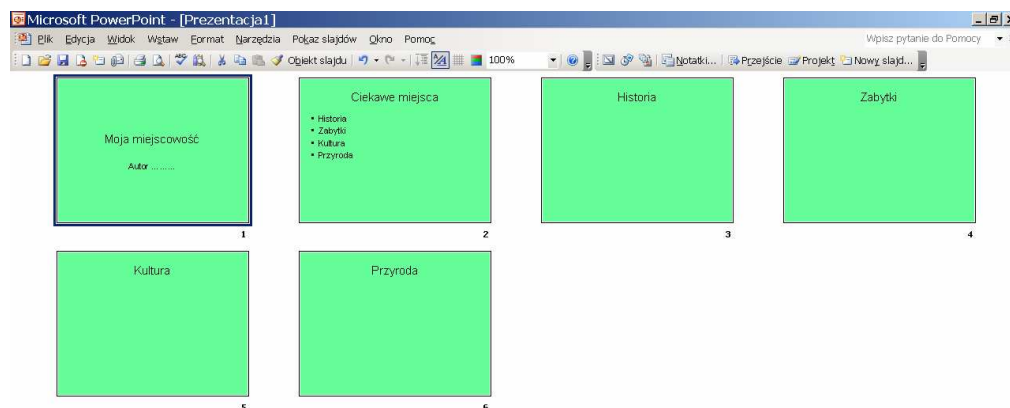 Microsoft PowerPoint - [Prezentacja1]
Plik Edycja Widok Wstaw Format Narzędzia Pokaz slajdów Okno Pomoc Wpisz pytanie do Pomocy
Obiekt slajdu 100% Notatki... Przejście Projekt Nowy slajd...
Moja miejscowość
Autor .........
1
Ciekawe miejsca
• Historia
• Zabytki
• Kultura
• Przyroda
2
Historia
3
Zabytki
4
Kultura
5
Przyroda
6